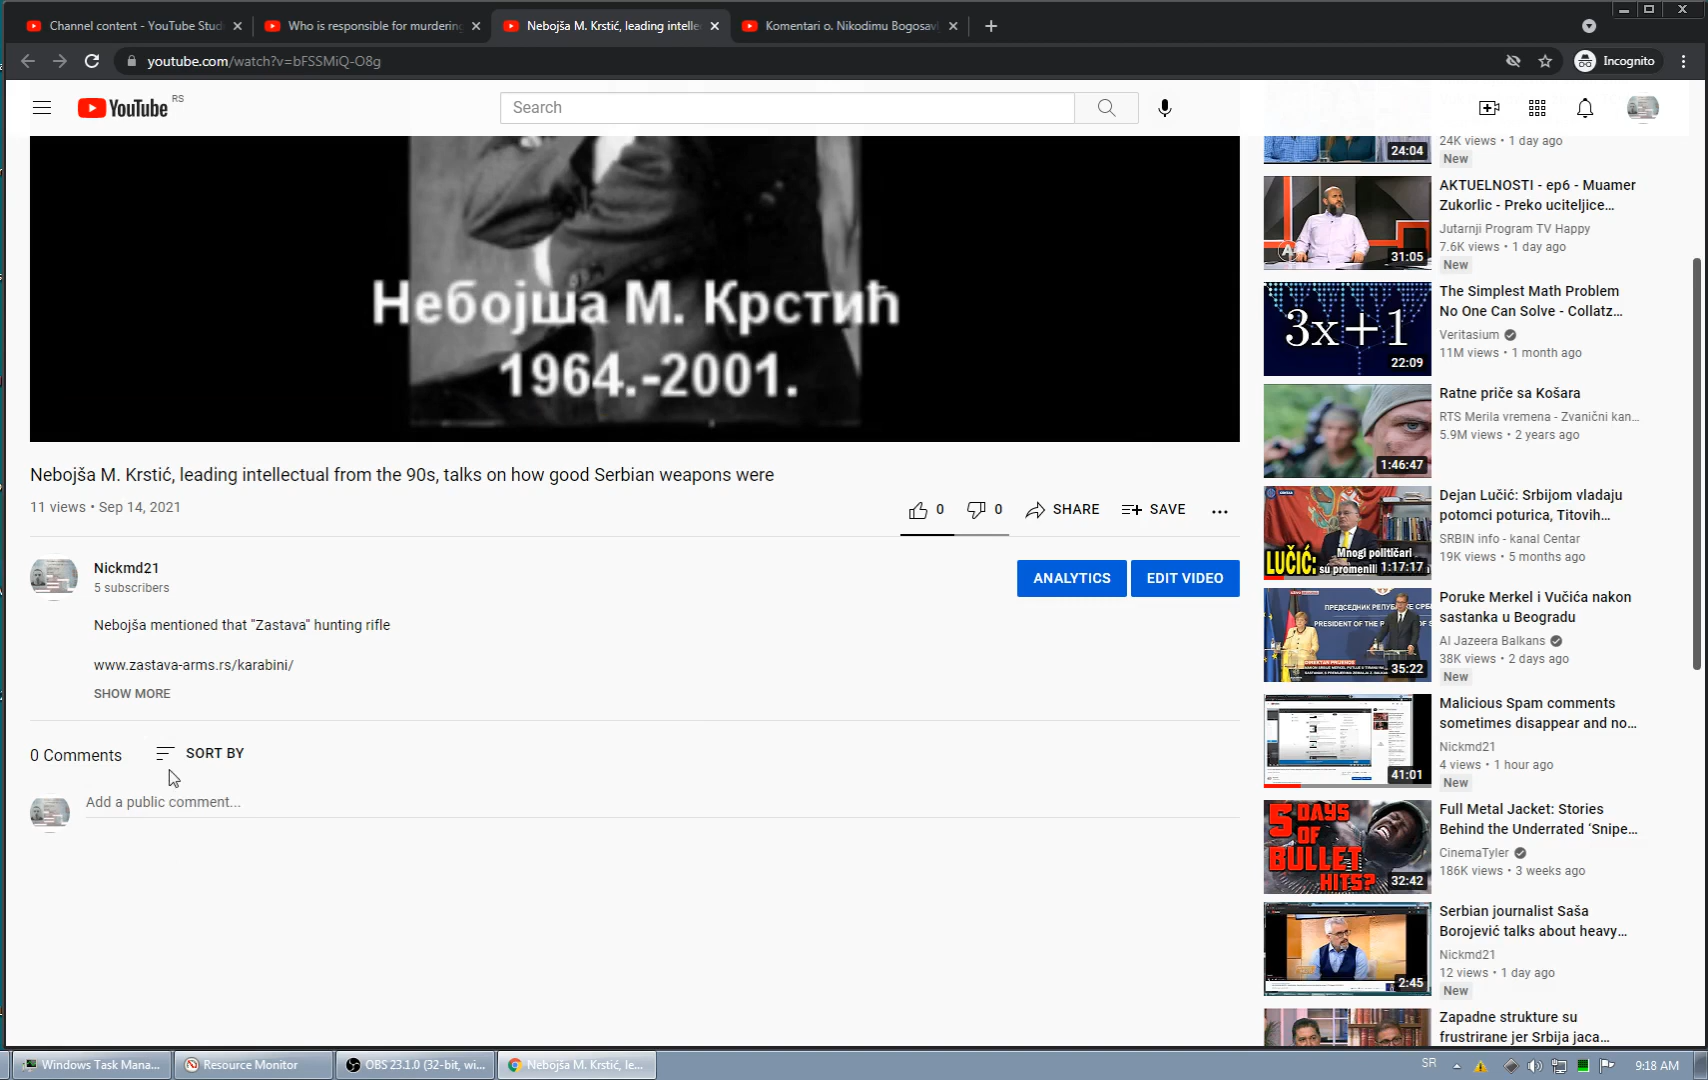 Channel content - YouTube Stud
Who is responsible for murdering
Nebojša M. Krstić, leading intelle
Komentari o. Nikodimu Bogosav
youtube.com/watch?v=bFSSMiQ-O8g
Incognito
YouTube RS
Search
Небојша М. Крстић
1964.-2001.
Nebojša M. Krstić, leading intellectual from the 90s, talks on how good Serbian weapons were
11 views • Sep 14, 2021
0
0
SHARE
SAVE
Nickmd21
5 subscribers
ANALYTICS
EDIT VIDEO
Nebojša mentioned that "Zastava" hunting rifle
www.zastava-arms.rs/karabini/
SHOW MORE
0 Comments
SORT BY
Add a public comment...
24:04
24K views • 1 day ago
New
31:05
AKTUELNOSTI - ep6 - Muamer
Zukorlic - Preko uciteljice...
Jutarnji Program TV Happy
7.6K views • 1 day ago
New
3x+1
22:09
The Simplest Math Problem
No One Can Solve - Collatz...
Veritasium
11M views • 1 month ago
1:46:47
Ratne priče sa Košara
RTS Merila vremena - Zvanični kan...
5.9M views • 2 years ago
LUČIĆ:
Mnogi političari
su promenili
1:17:17
Dejan Lučić: Srbijom vladaju
potomci poturica, Titovih...
SRBIN info - kanal Centar
19K views • 5 months ago
ПРЕДСЕДНИК РЕПУБЛИКЕ СРБ
PRESIDENT OF THE
35:22
Poruke Merkel i Vučića nakon
sastanka u Beogradu
Al Jazeera Balkans
38K views • 2 days ago
New
41:01
Malicious Spam comments
sometimes disappear and no...
Nickmd21
4 views • 1 hour ago
New
5 DAYS
OF
BULLET
HITS?
32:42
Full Metal Jacket: Stories
Behind the Underrated ‘Snipe...
CinemaTyler
186K views • 3 weeks ago
2:45
Serbian journalist Saša
Borojević talks about heavy...
Nickmd21
12 views • 1 day ago
New
Zapadne strukture su
frustrirane jer Srbija jaca...
Windows Task Mana...
Resource Monitor
OBS 23.1.0 (32-bit, wi...
Nebojša M. Krstić, le...
SR
9:18 AM